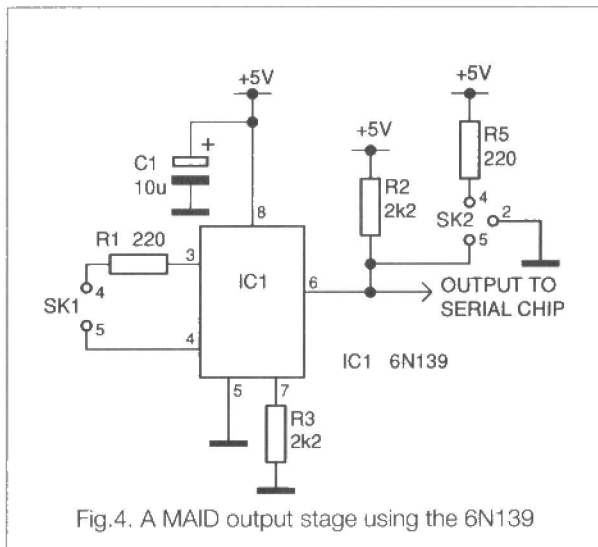 +5V
+5V
+5V
C1
+
10u
R5
220
R2
2k2
4
SK2
2
5
8
R1 220
3
IC1
6
SK1
4
5
4
OUTPUT TO
SERIAL CHIP
IC1 6N139
5
7
R3
2k2
Fig.4. A MAID output stage using the 6N139